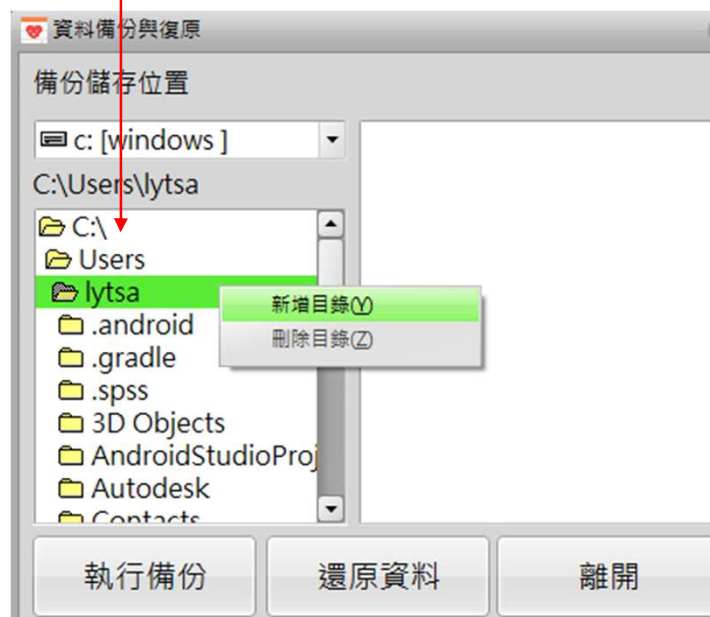 資料備份與復原
備份儲存位置
c: [windows ]
C:\Users\lytsa
C:\
Users
lytsa
新增目錄(Y)
.android
刪除目錄(Z)
.gradle
.spss
3D Objects
AndroidStudioProj
Autodesk
Contacts
執行備份 還原資料 離開